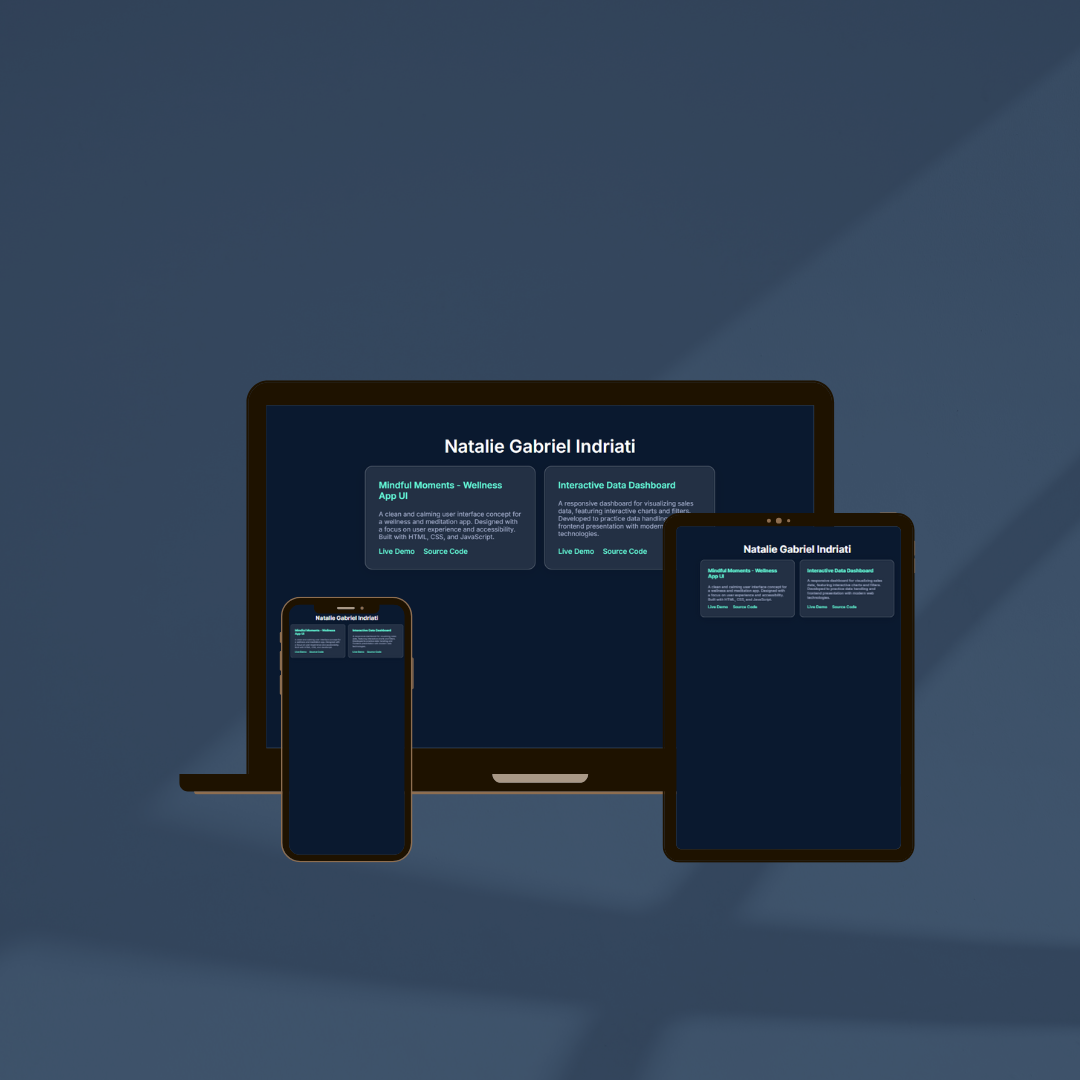 Natalie Gabriel Indriati
Mindful Moments - Wellness
App UI
A clean and calming user interface concept for
a wellness and meditation app. Designed with
a focus on user experience and accessibility.
Built with HTML, CSS, and JavaScript.
Live Demo Source Code
Interactive Data Dashboard
A responsive dashboard for visualizing sales
data, featuring interactive charts and filters.
Developed to practice data handling
frontend presentation with modern
technologies.
Live Demo Source Code
Natalie Gabriel Indriati
Mindful Moments - Wellness
App UI
A clean and calming user interface concept for
a wellness and meditation app. Designed with
a focus on user experience and accessibility.
Built with HTML, CSS, and JavaScript.
Live Demo Source Code
Interactive Data Dashboard
A responsive dashboard for visualizing sales
data, featuring interactive charts and filters.
Developed to practice data handling and
frontend presentation with modern web
technologies.
Live Demo Source Code
Natalie Gabriel Indriati
Mindful Moments - Wellness
App UI
Live Demo Source Code
Interactive Data Dashboard
Live Demo Source Code